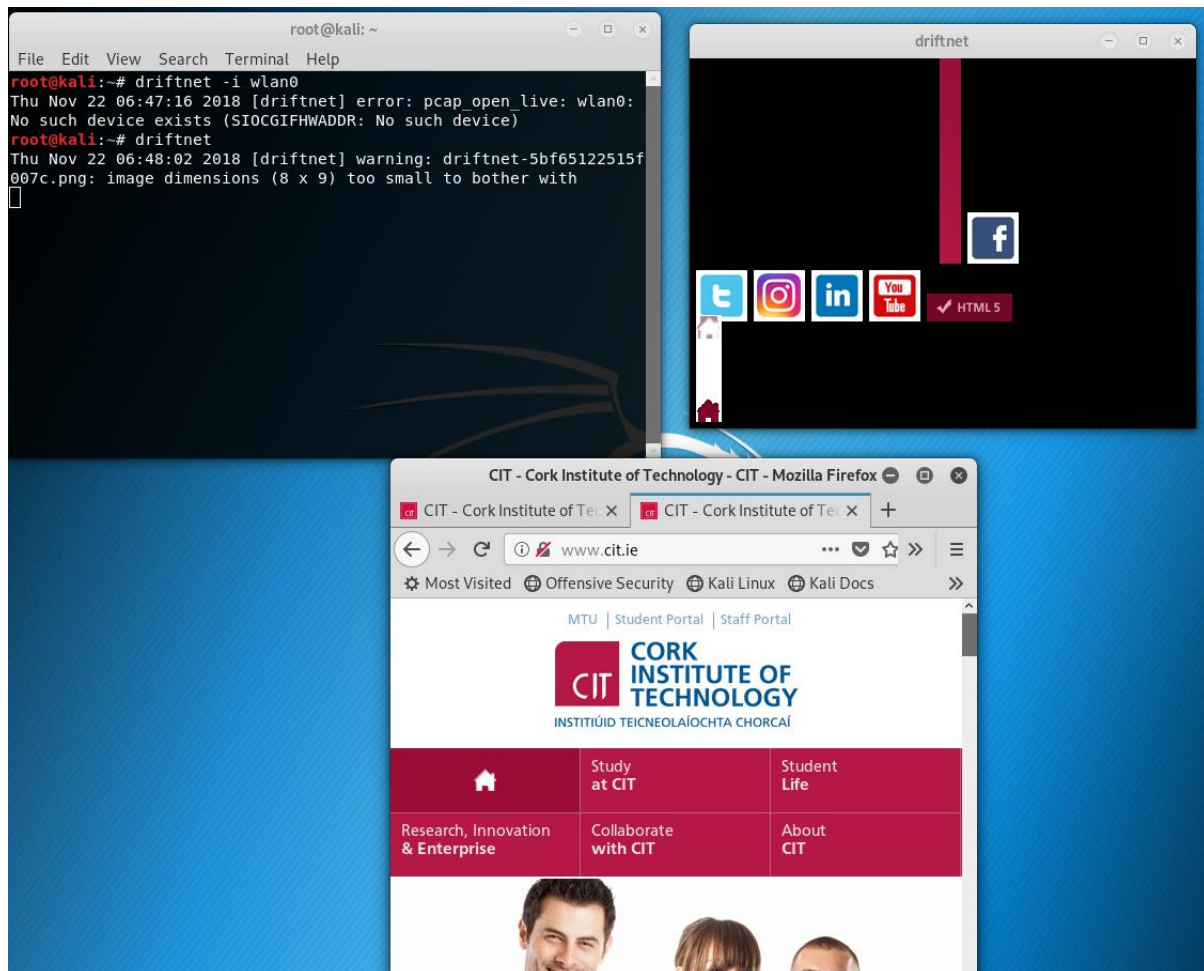 root@kali: ~
File Edit View Search Terminal Help
root@kali:~# driftnet -i wlan0
Thu Nov 22 06:47:16 2018 [driftnet] error: pcap_open_live: wlan0:
No such device exists (SIOCGIFHWADDR: No such device)
root@kali:~# driftnet
Thu Nov 22 06:48:02 2018 [driftnet] warning: driftnet-5bf65122515f
007c.png: image dimensions (8 x 9) too small to bother with
driftnet
f
t
in
You
Tube
HTML 5
CIT - Cork Institute of Technology - CIT - Mozilla Firefox
CIT CIT - Cork Institute of Tec
CIT CIT - Cork Institute of Tec
www.cit.ie
Most Visited Offensive Security Kali Linux Kali Docs
MTU | Student Portal | Staff Portal
CIT
CORK
INSTITUTE OF
TECHNOLOGY
INSTITIÚID TEICNEOLAÍOCHTA CHORCAÍ
Study
at CIT
Student
Life
Research, Innovation
& Enterprise
Collaborate
with CIT
About
CIT